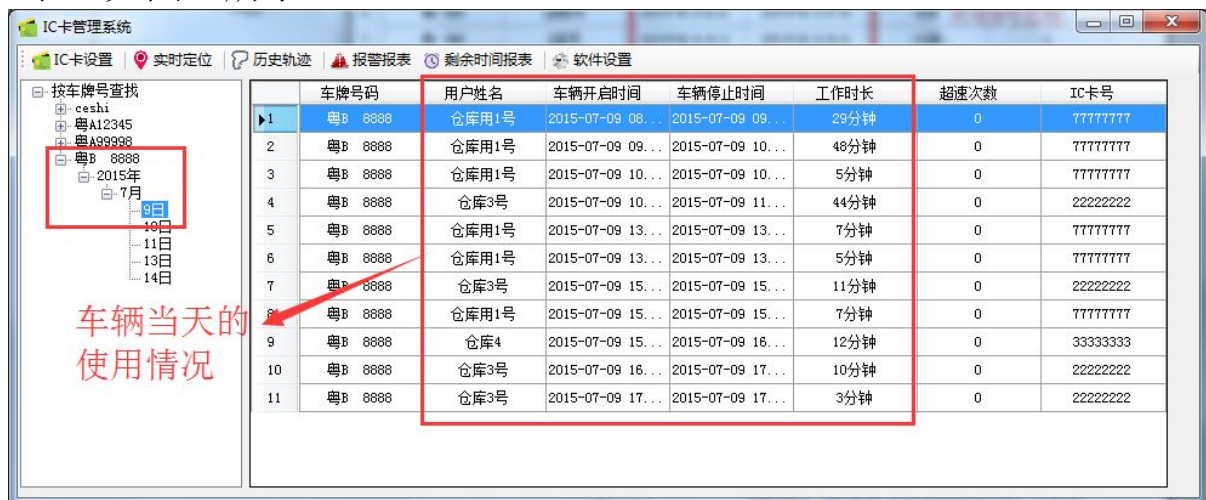 IC卡管理系统
IC卡设置 实时定位 历史轨迹 报警报表 剩余时间报表 软件设置
按车牌号查找
ceshi
粤A12345
粤A99998
粤B 8888
2015年
7月
9日
10日
11日
13日
14日
车牌号码 用户姓名 车辆开启时间 车辆停止时间 工作时长 超速次数 IC卡号
1 粤B 8888 仓库用1号 2015-07-09 08... 2015-07-09 09... 29分钟 0 77777777
2 粤B 8888 仓库用1号 2015-07-09 09... 2015-07-09 10... 48分钟 0 77777777
3 粤B 8888 仓库用1号 2015-07-09 10... 2015-07-09 10... 5分钟 0 77777777
4 粤B 8888 仓库3号 2015-07-09 10... 2015-07-09 11... 44分钟 0 22222222
5 粤B 8888 仓库用1号 2015-07-09 13... 2015-07-09 13... 7分钟 0 77777777
6 粤B 8888 仓库用1号 2015-07-09 13... 2015-07-09 13... 5分钟 0 77777777
7 粤B 8888 仓库3号 2015-07-09 15... 2015-07-09 15... 11分钟 0 22222222
8 粤B 8888 仓库用1号 2015-07-09 15... 2015-07-09 15... 7分钟 0 77777777
9 粤B 8888 仓库4 2015-07-09 15... 2015-07-09 16... 12分钟 0 33333333
10 粤B 8888 仓库3号 2015-07-09 16... 2015-07-09 17... 10分钟 0 22222222
11 粤B 8888 仓库3号 2015-07-09 17... 2015-07-09 17... 3分钟 0 22222222
车辆当天的
使用情况